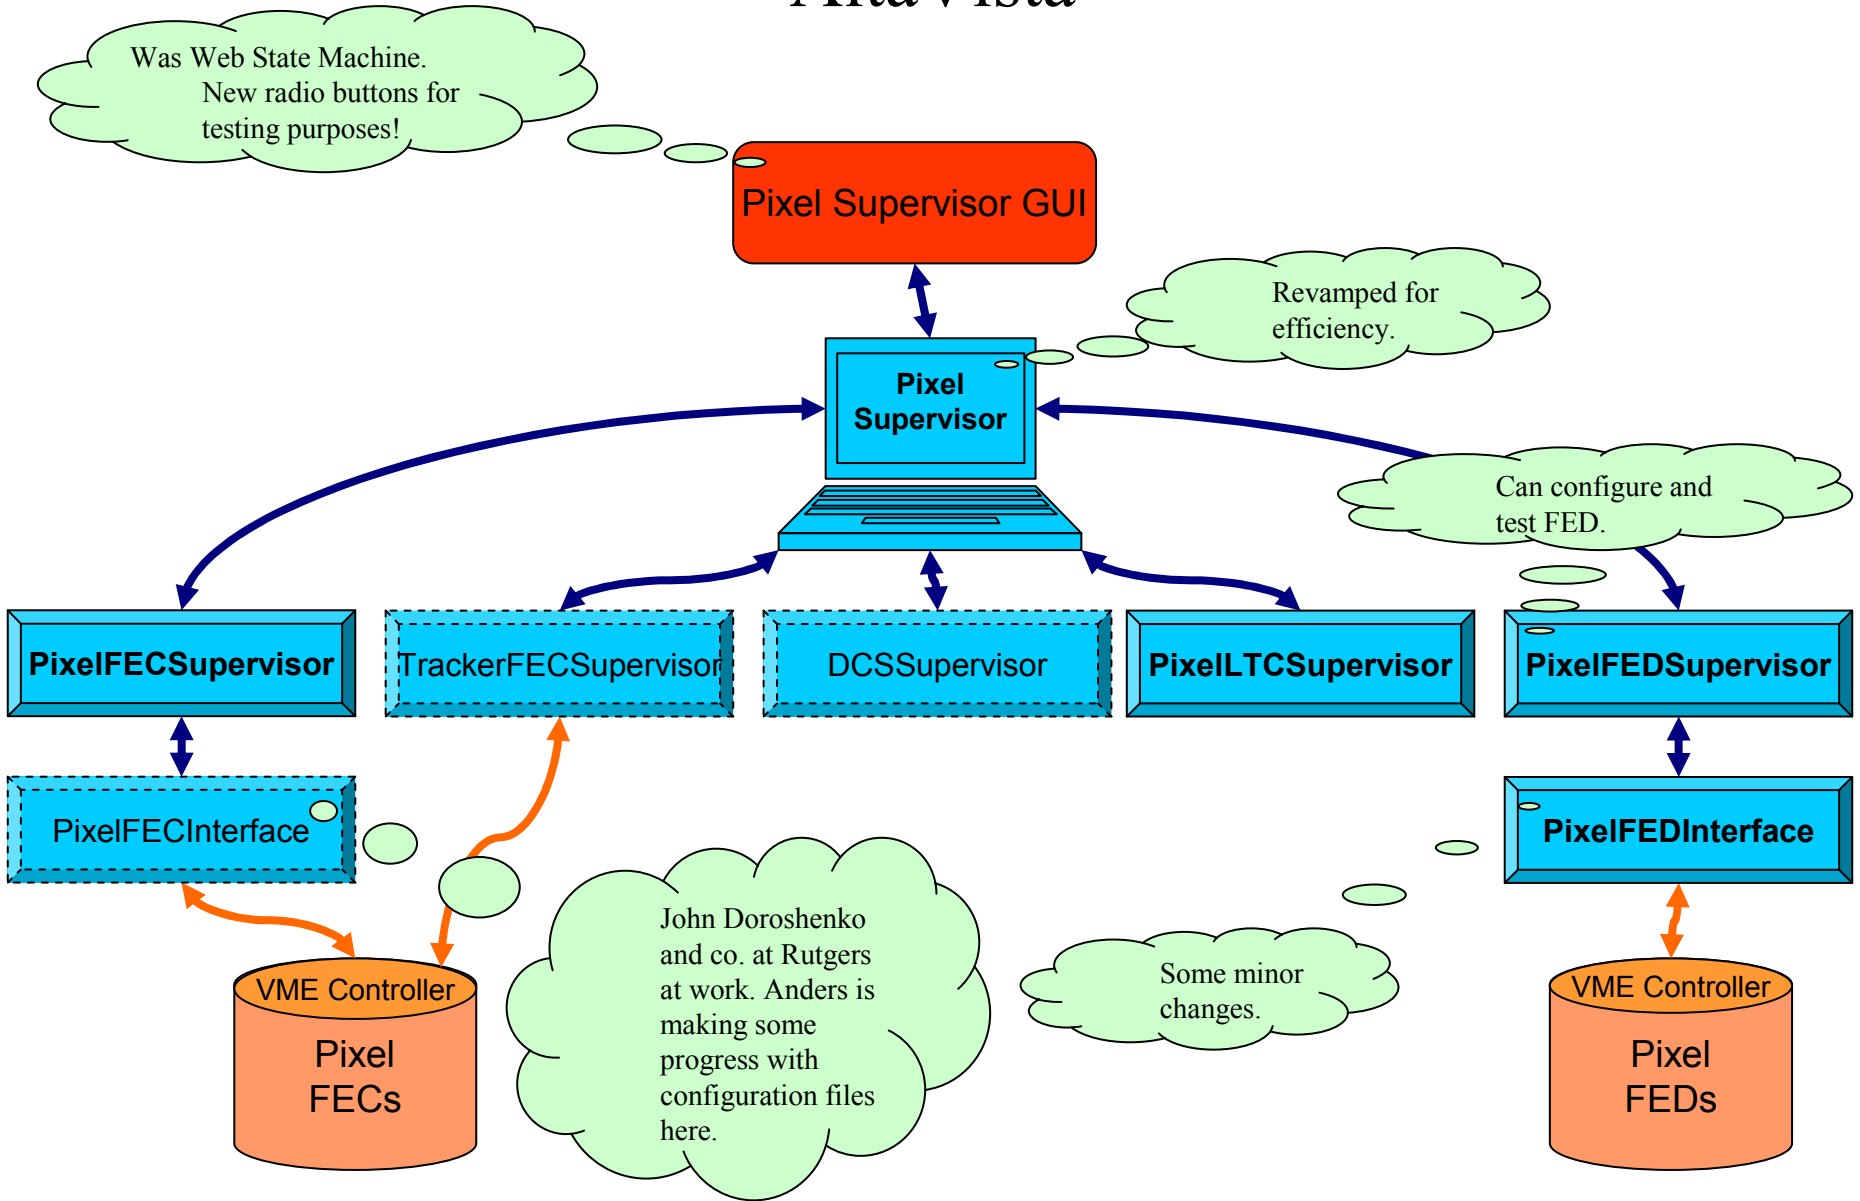 AltaVista
Was Web State Machine.
New radio buttons for
testing purposes!
Pixel Supervisor GUI
Revamped for
efficiency.
Pixel
Supervisor
Can configure and
test FED.
PixelFECSupervisor
TrackerFECSupervisor
DCSSupervisor
PixelLTCSupervisor
PixelFEDSupervisor
PixelFECInterface
PixelFEDInterface
John Doroshenko
and co. at Rutgers
at work. Anders is
making some
progress with
configuration files
here.
Some minor
changes.
VME Controller
Pixel
FECs
VME Controller
Pixel
FEDs